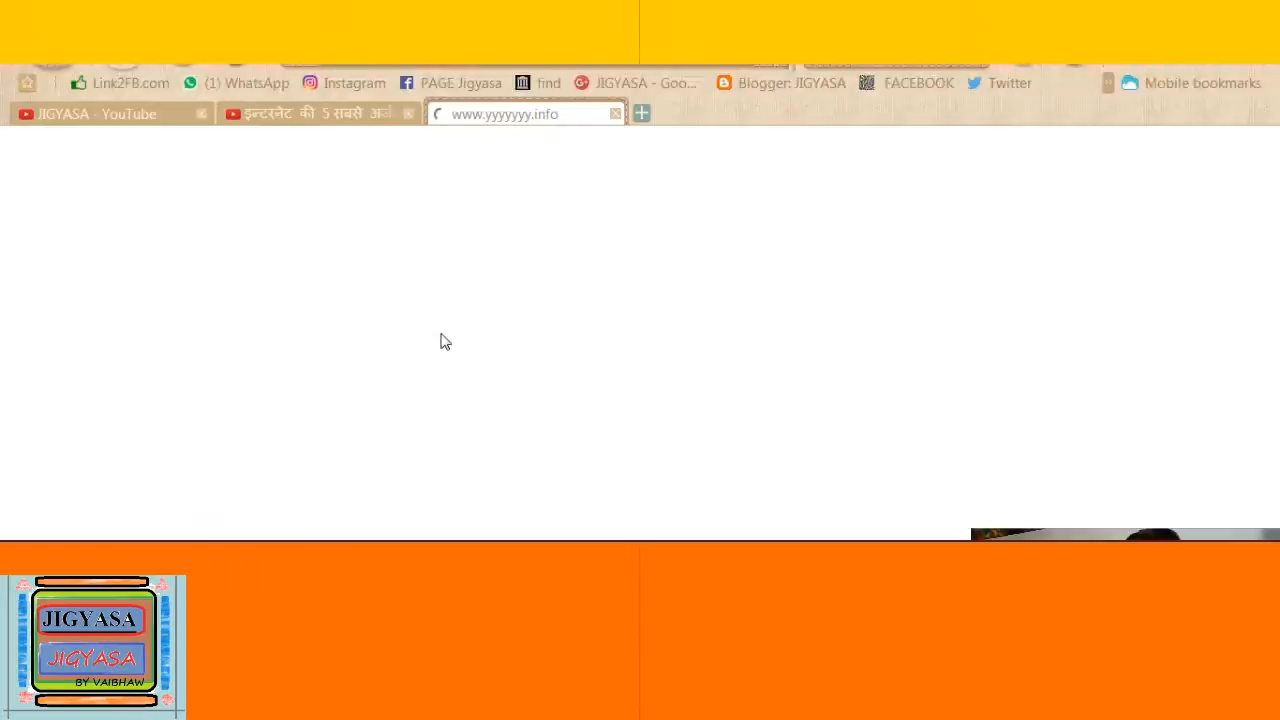 Link2FB.com (1) WhatsApp Instagram PAGE Jigyasa find JIGYASA - Goo... Blogger: JIGYASA FACEBOOK Twitter Mobile bookmarks
JIGYASA - YouTube इन्टरनेट की 5 सबसे www.yyyyyyy.info
JIGYASA
JIGYASA
BY VAIBHAW